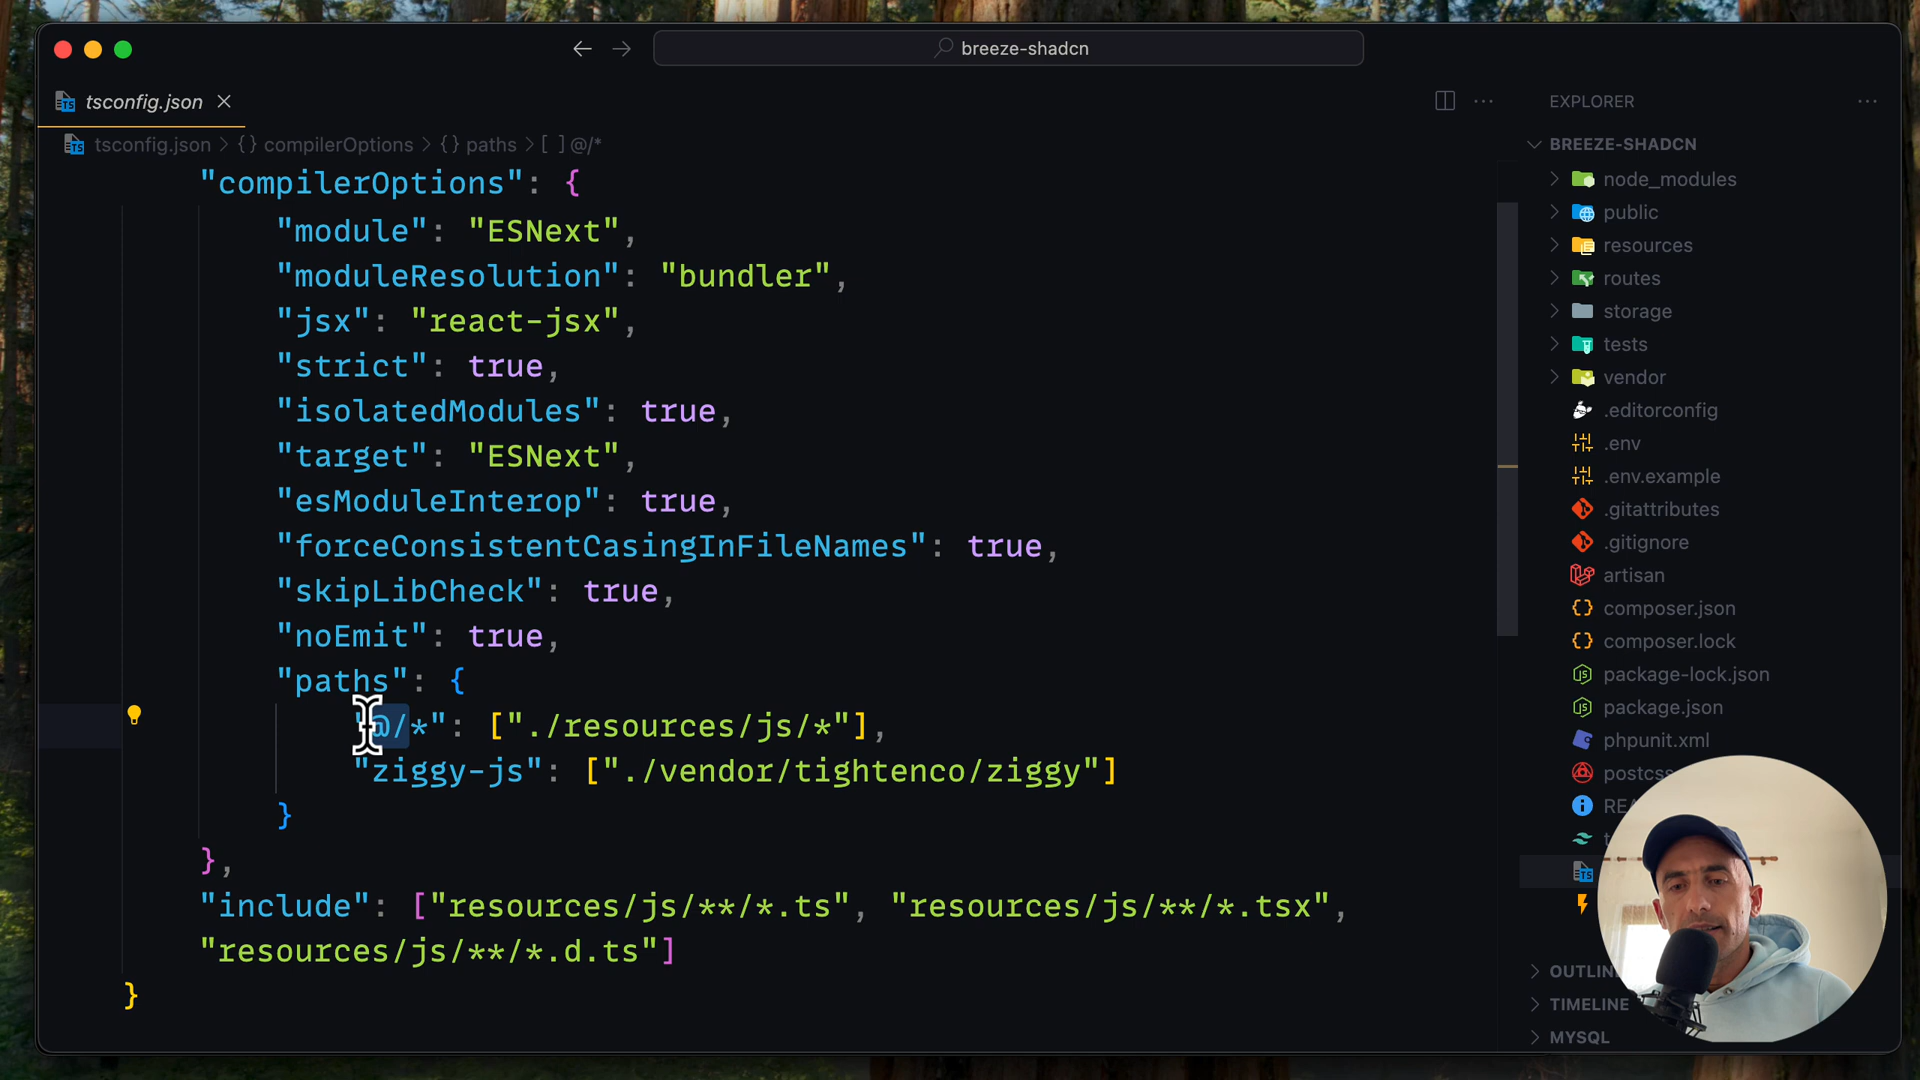 breeze-shadcn
tsconfig.json
tsconfig.json > {} compilerOptions > {} paths > [ ] @/*
"compilerOptions": {
"module": "ESNext",
"moduleResolution": "bundler",
"jsx": "react-jsx",
"strict": true,
"isolatedModules": true,
"target": "ESNext",
"esModuleInterop": true,
"forceConsistentCasingInFileNames": true,
"skipLibCheck": true,
"noEmit": true,
"paths": {
"@/*": ["./resources/js/*"],
"ziggy-js": ["./vendor/tightenco/ziggy"]
}
},
"include": ["resources/js/**/*.ts", "resources/js/**/*.tsx",
"resources/js/**/*.d.ts"]
}
EXPLORER
BREEZE-SHADCN
node_modules
public
resources
routes
storage
tests
vendor
.editorconfig
.env
.env.example
.gitattributes
.gitignore
artisan
composer.json
composer.lock
package-lock.json
package.json
phpunit.xml
TIMELINE
MYSQL